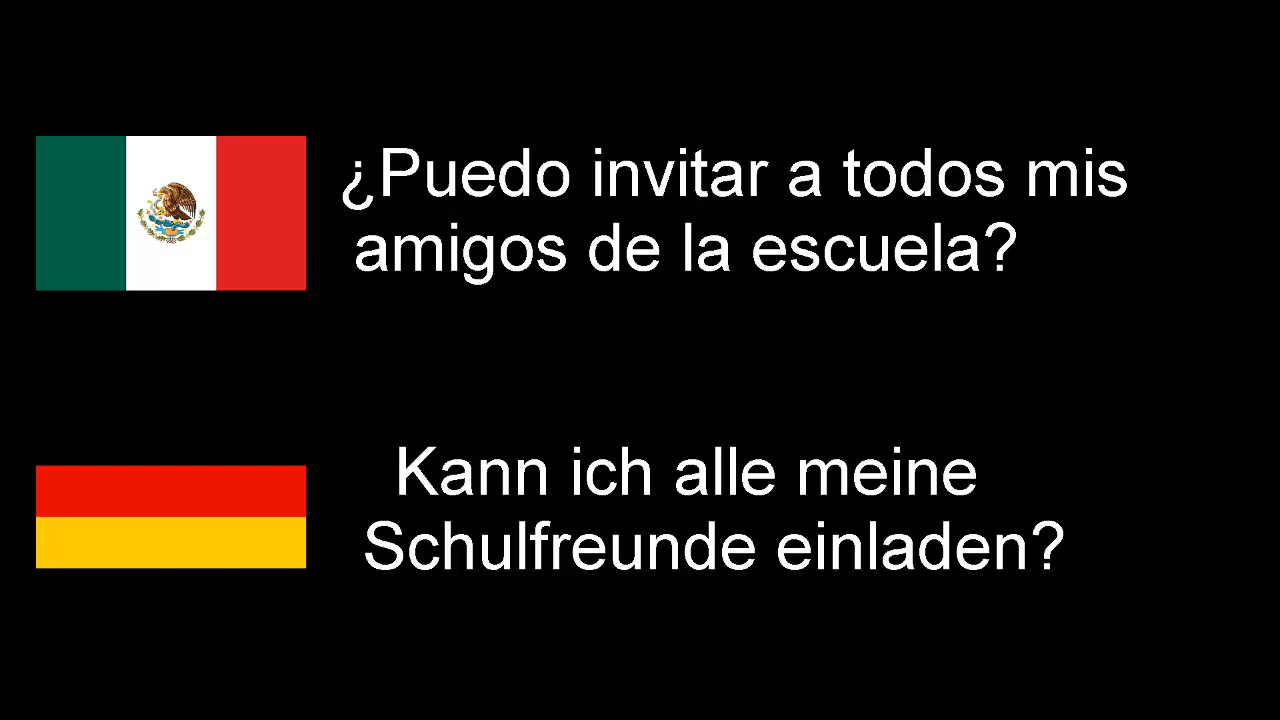 ¿Puedo invitar a todos mis
amigos de la escuela?
Kann ich alle meine
Schulfreunde einladen?